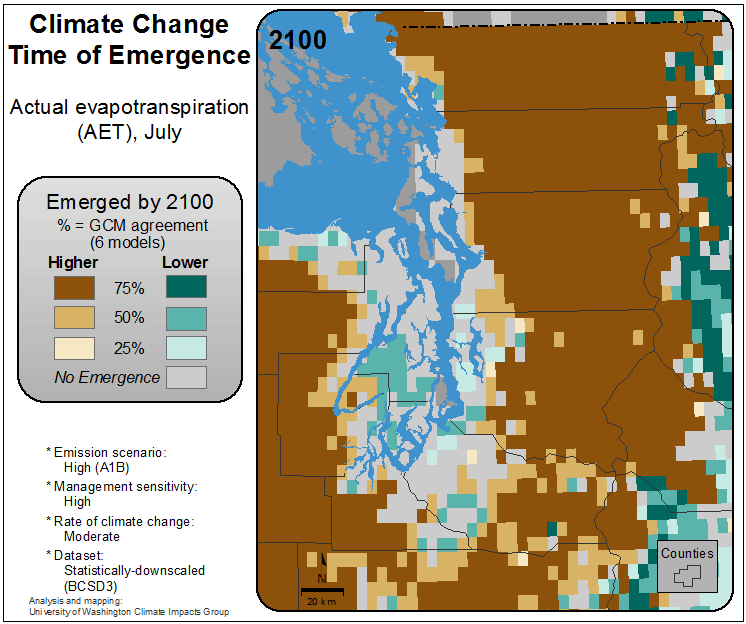 Climate Change
Time of Emergence
Actual evapotranspiration
(AET), July
Emerged by 2100
% = GCM agreement
(6 models)
Higher Lower
75%
50%
25%
No Emergence
* Emission scenario:
High (A1B)
* Management sensitivity:
High
* Rate of climate change:
Moderate
* Dataset:
Statistically-downscaled
(BCSD3)
Analysis and mapping:
University of Washington Climate Impacts Group
2100
N
20 km
Counties